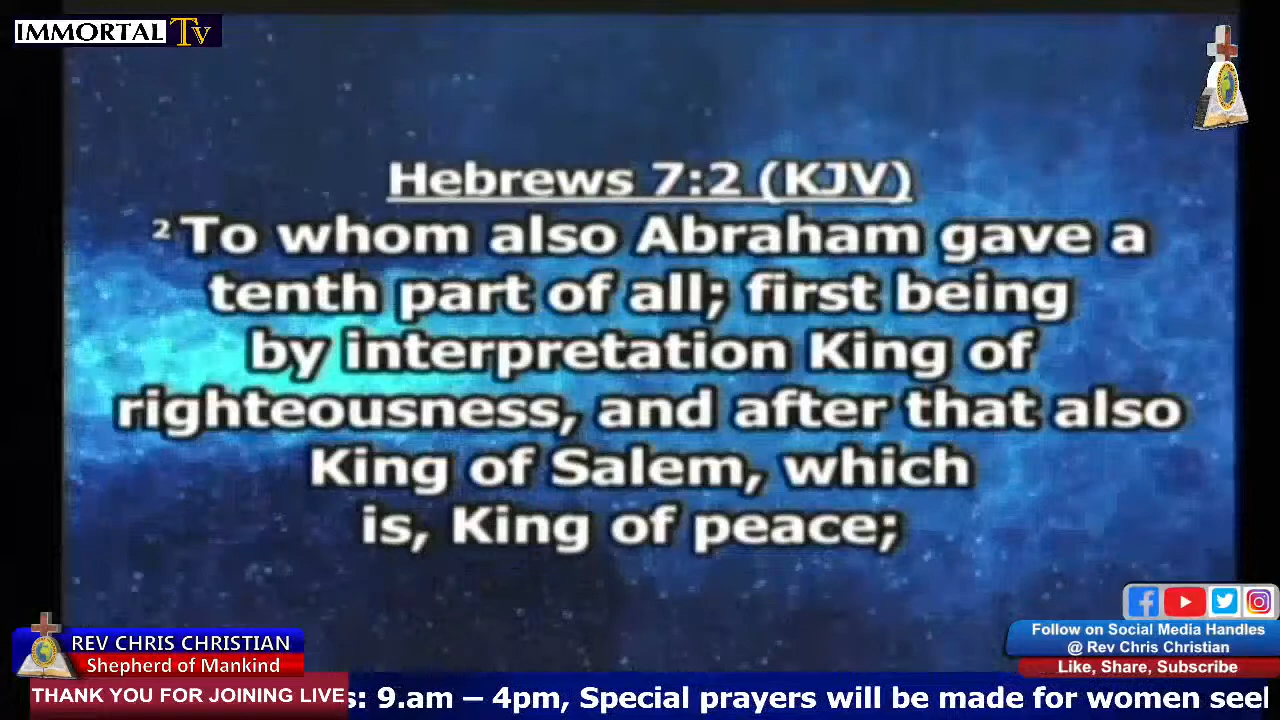 IMMORTAL Tv
Hebrews 7:2 (KJV)
2 To whom also Abraham gave a
tenth part of all; first being
by interpretation King of
righteousness, and after that also
King of Salem, which
is, King of peace;
REV CHRIS CHRISTIAN
Shepherd of Mankind
Follow on Social Media Handles
@ Rev Chris Christian
Like, Share, Subscribe
THANK YOU FOR JOINING LIVE s: 9.am – 4pm, Special prayers will be made for women